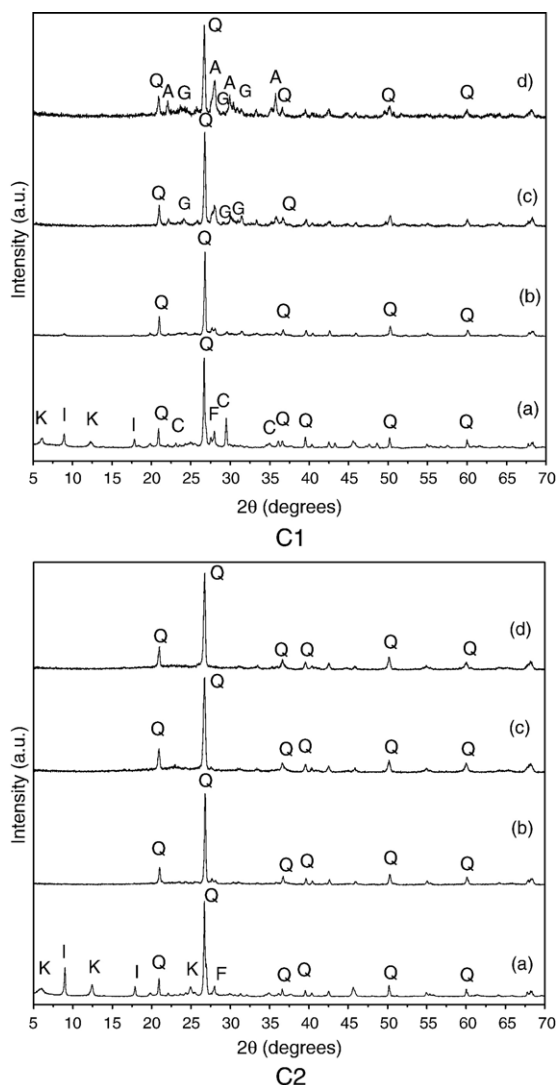 Q
Q A G A G A Q Q Q d)
G
Q
Q G G G Q (c)
Q
Q Q Q Q (b)
Q
K I K I Q C F C C Q Q Q Q (a)
Intensity (a.u.)
5 10 15 20 25 30 35 40 45 50 55 60 65 70
2θ (degrees)
C1
Q
Q Q Q Q Q (d)
Q
Q Q Q Q Q (c)
Q
Q Q Q Q Q (b)
Q
K I K I Q K F Q Q Q Q (a)
Intensity (a.u.)
5 10 15 20 25 30 35 40 45 50 55 60 65 70
2θ (degrees)
C2